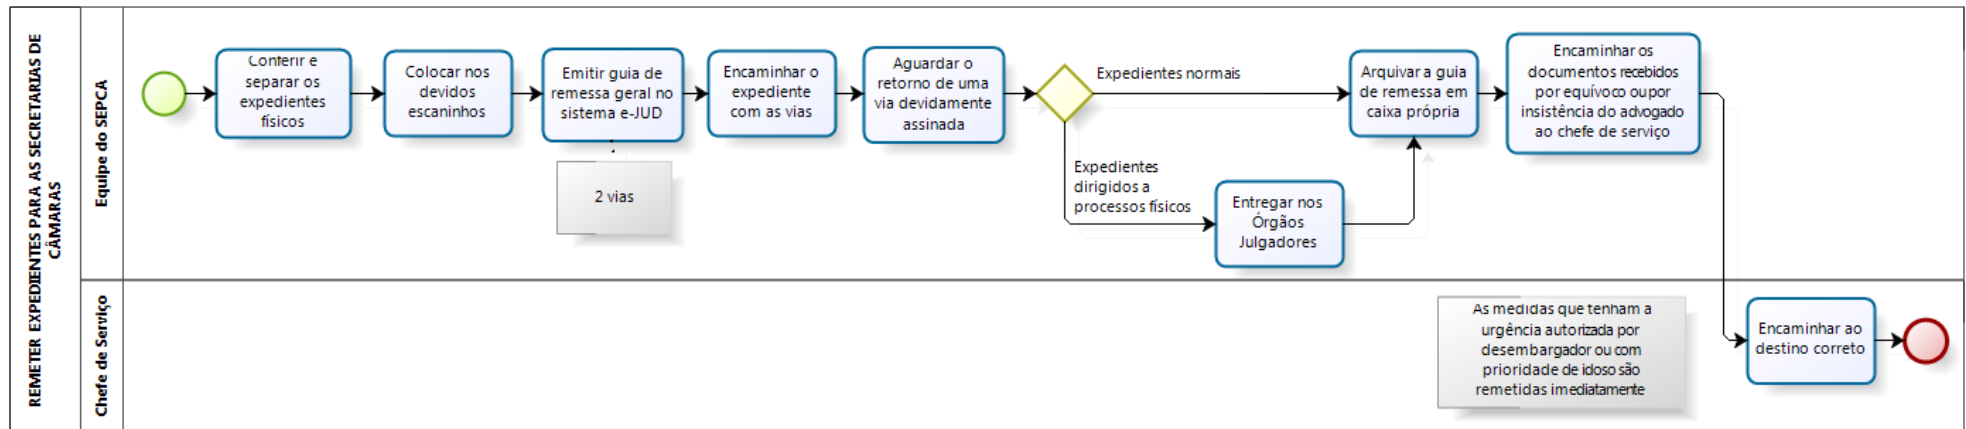 REMETER EXPEDIENTES PARA AS SECRETARIAS DE
CÂMARAS
Equipe do SEPCA
Conferir e
separar os
expedientes
físicos
Colocar nos
devidos
escaninhos
Emitir guia de
remessa geral no
sistema e-JUD
2 vias
Encaminhar o
expediente
com as vias
Aguardar o
retorno de uma
via devidamente
assinada
Expedientes normais
Expedientes
dirigidos a
processos físicos
Entregar nos
Órgãos
Julgadores
Arquivar a guia
de remessa em
caixa própria
Encaminhar os
documentos recebidos
por equívoco oupor
insistência do advogado
ao chefe de serviço
Chefe de Serviço
As medidas que tenham a
urgência autorizada por
desembargador ou com
prioridade de idoso são
remetidas imediatamente
Encaminhar ao
destino correto